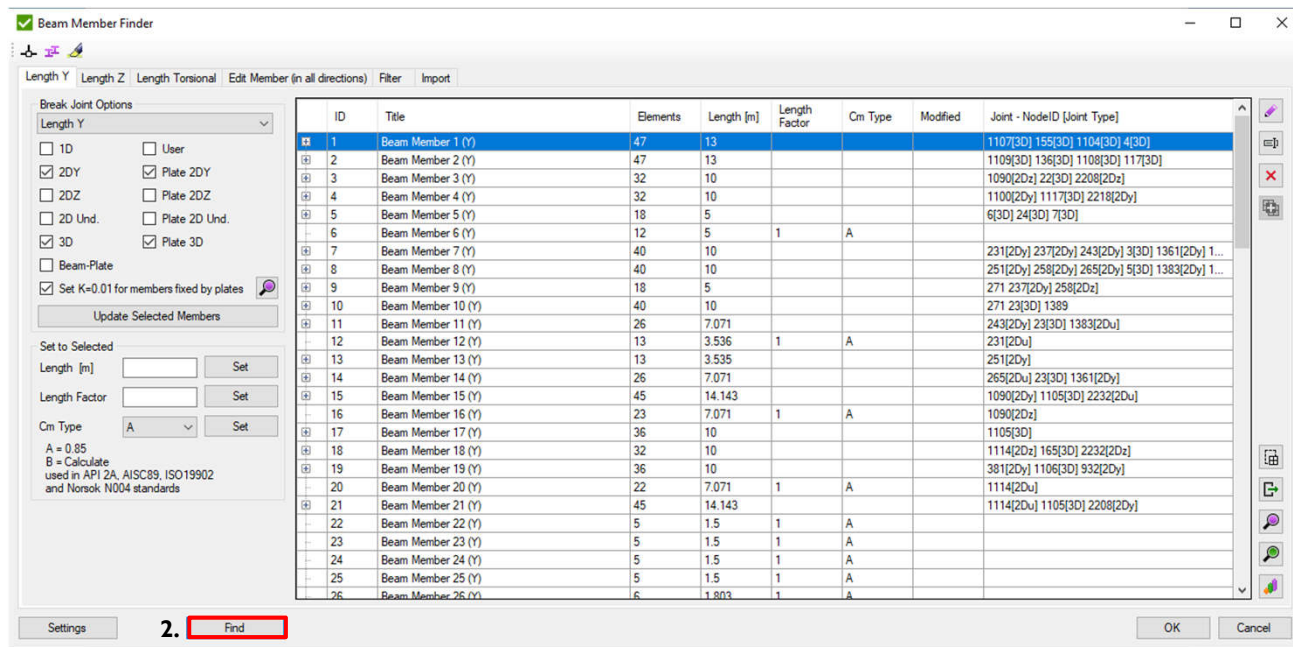 Beam Member Finder
Length Y Length Z Length Torsional Edit Member (in all directions) Filter Import
Break Joint Options
Length Y
1D User
2DY Plate 2DY
2DZ Plate 2DZ
2D Und. Plate 2D Und.
3D Plate 3D
Beam-Plate
Set K=0.01 for members fixed by plates
Update Selected Members
Set to Selected
Length [m] Set
Length Factor Set
Cm Type A Set
A = 0.85
B = Calculate
used in API 2A, AISC89, ISO19902
and Norsok N004 standards
ID Title Elements Length [m] Length Factor Cm Type Modified Joint - NodeID [Joint Type]
1 Beam Member 1 (Y) 47 13 1107[3D] 155[3D] 1104[3D] 4[3D]
2 Beam Member 2 (Y) 47 13 1109[3D] 136[3D] 1108[3D] 117[3D]
3 Beam Member 3 (Y) 32 10 1090[2Dz] 22[3D] 2208[2Dz]
4 Beam Member 4 (Y) 32 10 1100[2Dy] 1117[3D] 2218[2Dy]
5 Beam Member 5 (Y) 18 5 6[3D] 24[3D] 7[3D]
6 Beam Member 6 (Y) 12 5 1 A
7 Beam Member 7 (Y) 40 10 231[2Dy] 237[2Dy] 243[2Dy] 3[3D] 1361[2Dy] 1...
8 Beam Member 8 (Y) 40 10 251[2Dy] 258[2Dy] 265[2Dy] 5[3D] 1383[2Dy] 1...
9 Beam Member 9 (Y) 18 5 271 237[2Dy] 258[2Dz]
10 Beam Member 10 (Y) 40 10 271 23[3D] 1389
11 Beam Member 11 (Y) 26 7.071 243[2Dy] 23[3D] 1383[2Du]
12 Beam Member 12 (Y) 13 3.536 1 A 231[2Du]
13 Beam Member 13 (Y) 13 3.535 251[2Dy]
14 Beam Member 14 (Y) 26 7.071 265[2Du] 23[3D] 1361[2Dy]
15 Beam Member 15 (Y) 45 14.143 1090[2Dy] 1105[3D] 2232[2Du]
16 Beam Member 16 (Y) 23 7.071 1 A 1090[2Dz]
17 Beam Member 17 (Y) 36 10 1105[3D]
18 Beam Member 18 (Y) 32 10 1114[2Dz] 165[3D] 2232[2Dz]
19 Beam Member 19 (Y) 36 10 381[2Dy] 1106[3D] 932[2Dy]
20 Beam Member 20 (Y) 22 7.071 1 A 1114[2Du]
21 Beam Member 21 (Y) 45 14.143 1114[2Du] 1105[3D] 2208[2Dy]
22 Beam Member 22 (Y) 5 1.5 1 A
23 Beam Member 23 (Y) 5 1.5 1 A
24 Beam Member 24 (Y) 5 1.5 1 A
25 Beam Member 25 (Y) 5 1.5 1 A
26 Beam Member 26 (Y) 6 1.803 1 A
Settings 2. Find OK Cancel